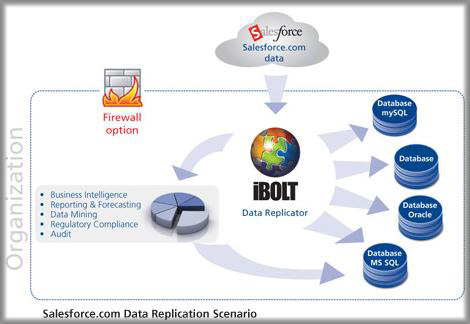 Salesforce
Salesforce.com
data
Firewall
option
Organization
Database
mySQL
Database
Database
Oracle
Database
MS SQL
iBOLT
Data Replicator
• Business Intelligence
• Reporting & Forecasting
• Data Mining
• Regulatory Compliance
• Audit
Salesforce.com Data Replication Scenario